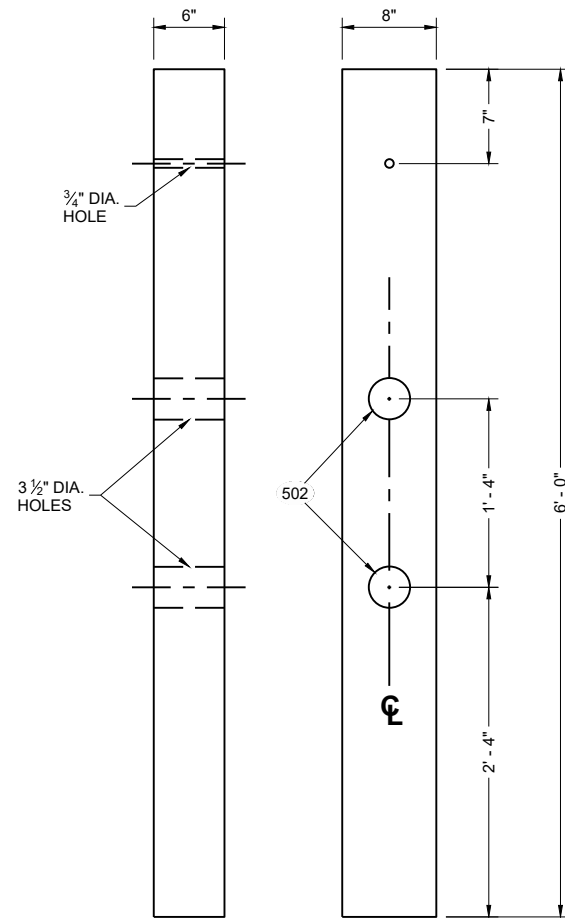 6"
8"
7"
¾" DIA.
HOLE
3 ½" DIA.
HOLES
502
1' - 4"
6' - 0"
2' - 4"
℄